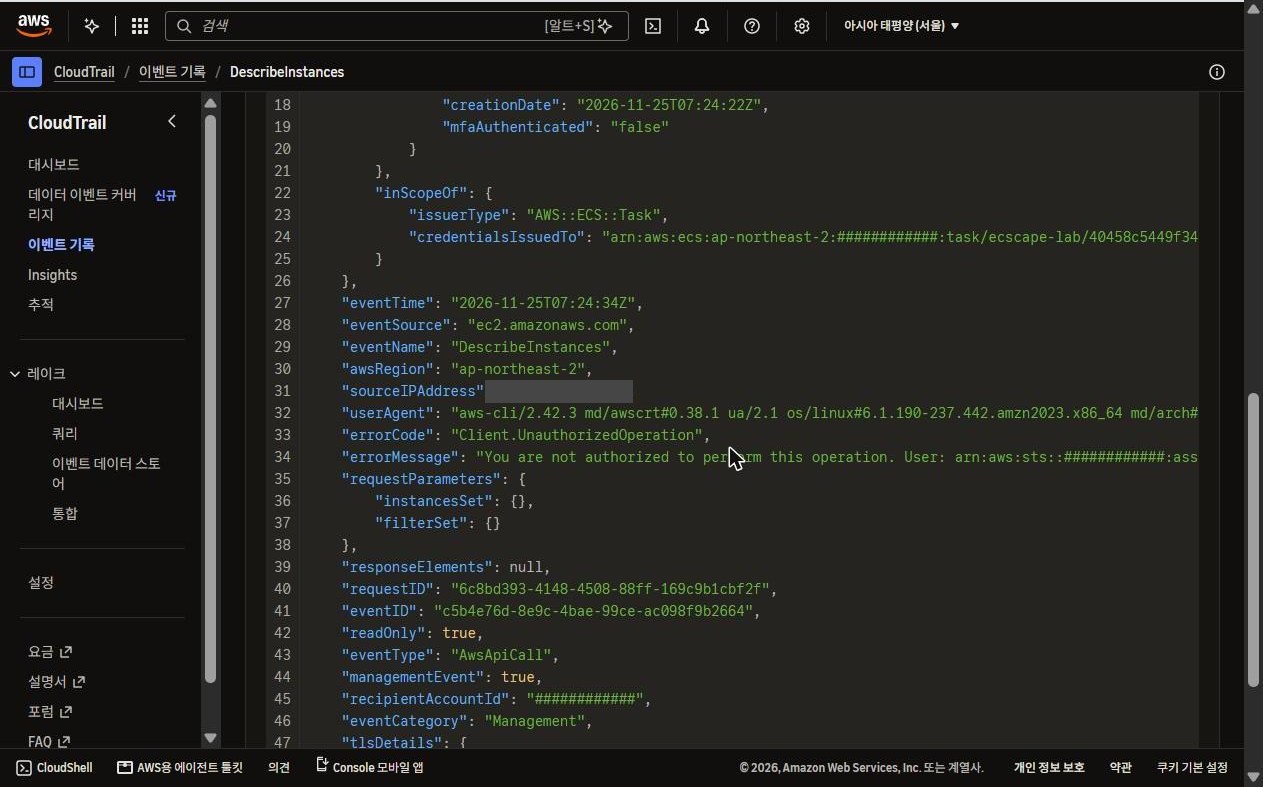 aws
검색
[알트+S]
아시아 태평양 (서울)
CloudTrail / 이벤트 기록 / DescribeInstances
CloudTrail
대시보드
데이터 이벤트 커버
리지
신규
이벤트 기록
Insights
추적
레이크
대시보드
쿼리
이벤트 데이터 스토
어
통합
설정
요금
설명서
포럼
FAQ
18 "creationDate": "2026-11-25T07:24:22Z",
19 "mfaAuthenticated": "false"
20 }
21 },
22 "inScopeOf": {
23 "issuerType": "AWS::ECS::Task",
24 "credentialsIssuedTo": "arn:aws:ecs:ap-northeast-2:############:task/ecscape-lab/40458c5449f34
25 }
26 },
27 "eventTime": "2026-11-25T07:24:34Z",
28 "eventSource": "ec2.amazonaws.com",
29 "eventName": "DescribeInstances",
30 "awsRegion": "ap-northeast-2",
31 "sourceIPAddress"
32 "userAgent": "aws-cli/2.42.3 md/awscrt#0.38.1 ua/2.1 os/linux#6.1.190-237.442.amzn2023.x86_64 md/arch#
33 "errorCode": "Client.UnauthorizedOperation",
34 "errorMessage": "You are not authorized to perform this operation. User: arn:aws:sts::############:ass
35 "requestParameters": {
36 "instancesSet": {},
37 "filterSet": {}
38 },
39 "responseElements": null,
40 "requestID": "6c8bd393-4148-4508-88ff-169c9b1cbf2f",
41 "eventID": "c5b4e76d-8e9c-4bae-99ce-ac098f9b2664",
42 "readOnly": true,
43 "eventType": "AwsApiCall",
44 "managementEvent": true,
45 "recipientAccountId": "############",
46 "eventCategory": "Management",
47 "tlsDetails": {
CloudShell
AWS용 에이전트 툴킷
의견
Console 모바일 앱
© 2026, Amazon Web Services, Inc. 또는 계열사.
개인 정보 보호
약관
쿠키 기본 설정